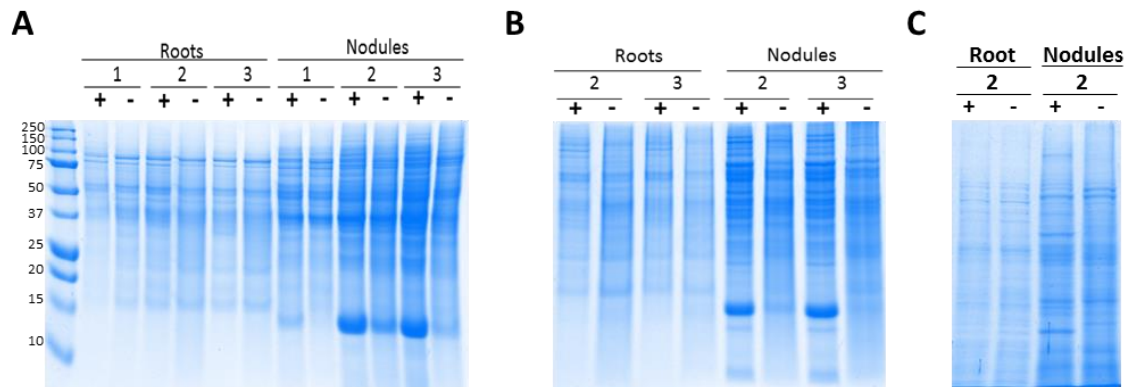 A
Roots Nodules
1 2 3 1 2 3
+ - + - + - + - + - + -
250
150
100
75
50
37
25
20
15
10
B
Roots Nodules
2 3 2 3
+ - + - + - + -
C
Root Nodules
2 2
+ - + -